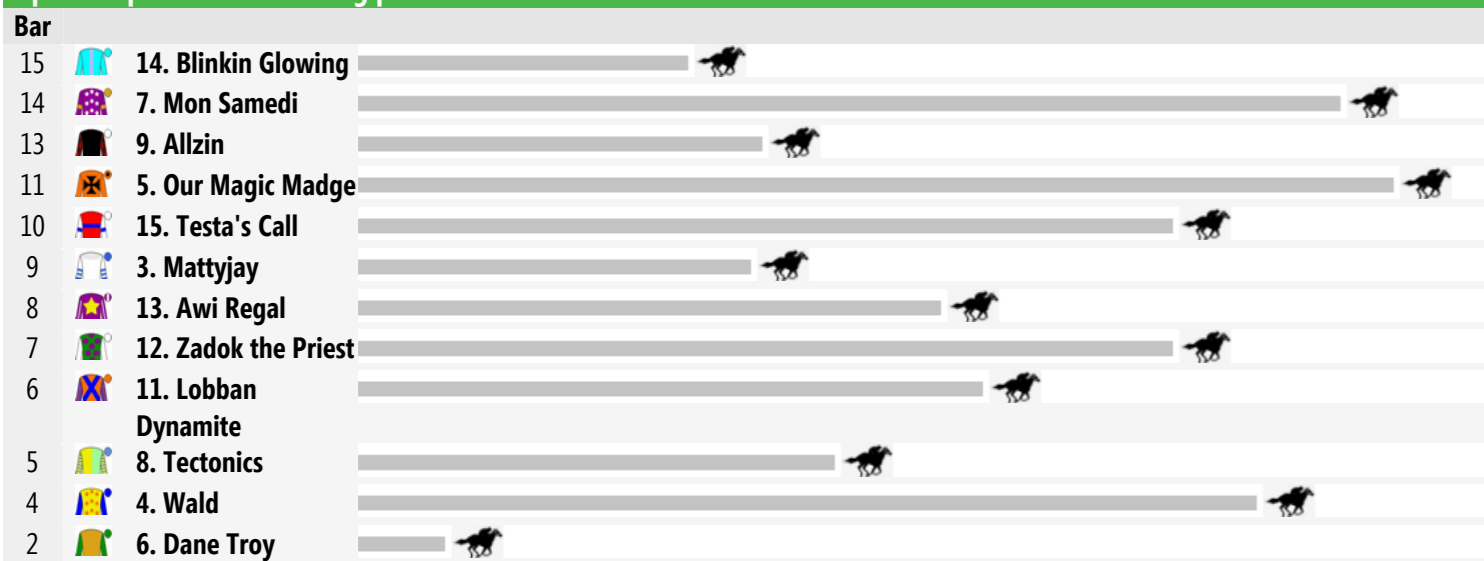 Bar
15 14. Blinkin Glowing
14 7. Mon Samedi
13 9. Allzin
11 5. Our Magic Madge
10 15. Testa's Call
9 3. Mattyjay
8 13. Awi Regal
7 12. Zadok the Priest
6 11. Lobban
Dynamite
5 8. Tectonics
4 4. Wald
2 6. Dane Troy